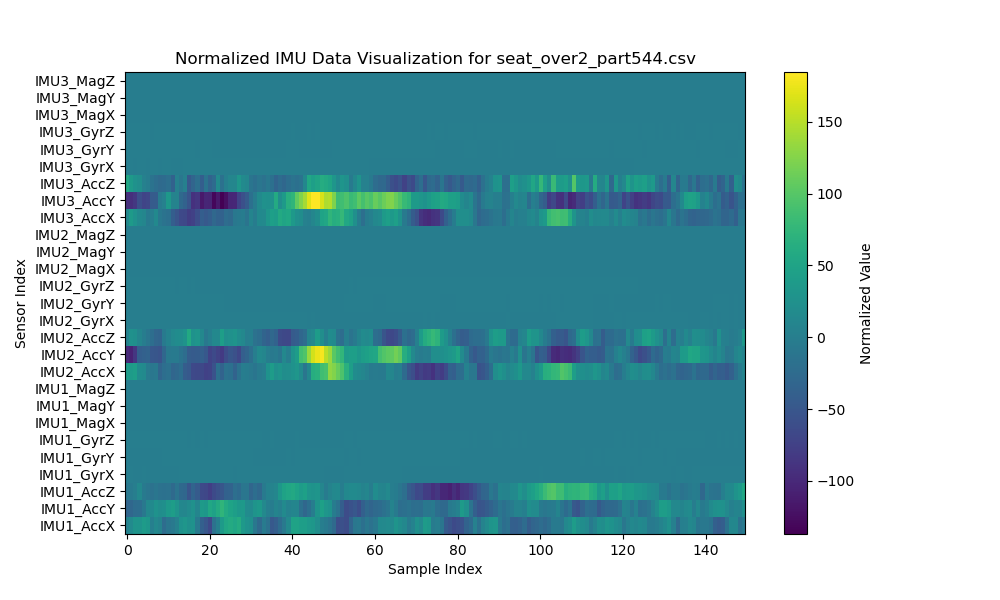 Normalized IMU Data Visualization for seat_over2_part544.csv
IMU3_MagZ
IMU3_MagY
IMU3_MagX
IMU3_GyrZ
IMU3_GyrY
IMU3_GyrX
IMU3_AccZ
IMU3_AccY
IMU3_AccX
IMU2_MagZ
IMU2_MagY
IMU2_MagX
IMU2_GyrZ
IMU2_GyrY
IMU2_GyrX
IMU2_AccZ
IMU2_AccY
IMU2_AccX
IMU1_MagZ
IMU1_MagY
IMU1_MagX
IMU1_GyrZ
IMU1_GyrY
IMU1_GyrX
IMU1_AccZ
IMU1_AccY
IMU1_AccX
Sensor Index
0 20 40 60 80 100 120 140
Sample Index
150
100
50
0
−50
−100
Normalized Value